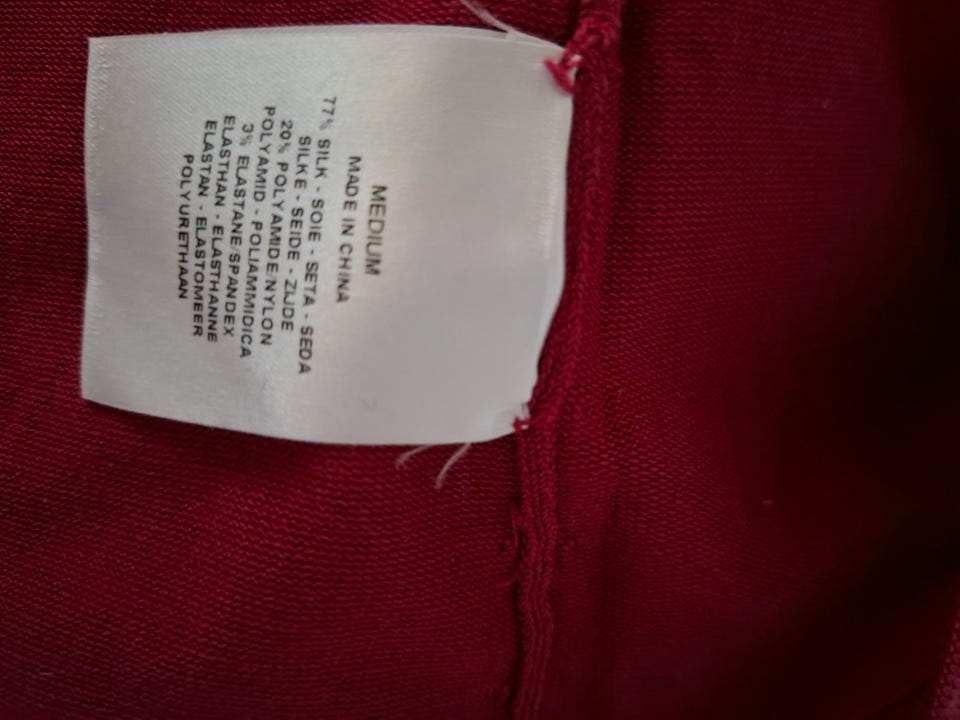 MEDIUM
MADE IN CHINA
77% SILK - SOIE - SETA - SEDA
SILKE - SEIDE - ZIJDE
20% POLYAMIDE/NYLON
POLYAMID - POLIAMMIDICA
3% ELASTANE/SPANDEX
ELASTHAN - ELASTHANNE
ELASTAN - ELASTOMEER
POLYURETHAAN